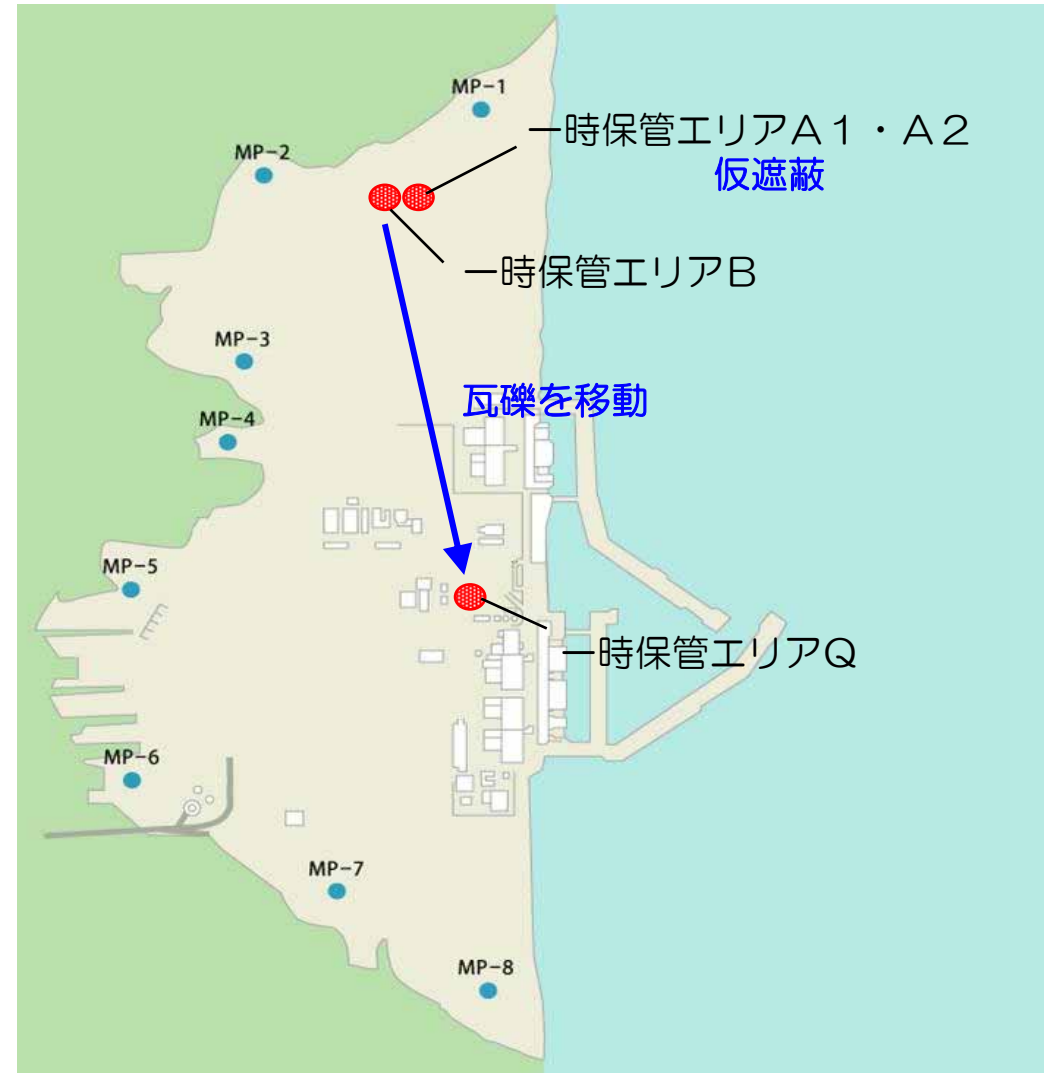 MP-1
一時保管エリアA1・A2
仮遮蔽
MP-2
一時保管エリアB
MP-3
瓦礫を移動
MP-4
MP-5
一時保管エリアQ
MP-6
MP-7
MP-8